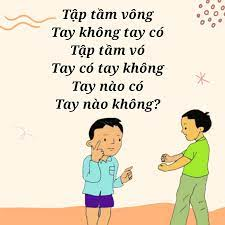 Tập tầm vông
Tay không tay có
Tập tầm vó
Tay có tay không
Tay nào có
Tay nào không?